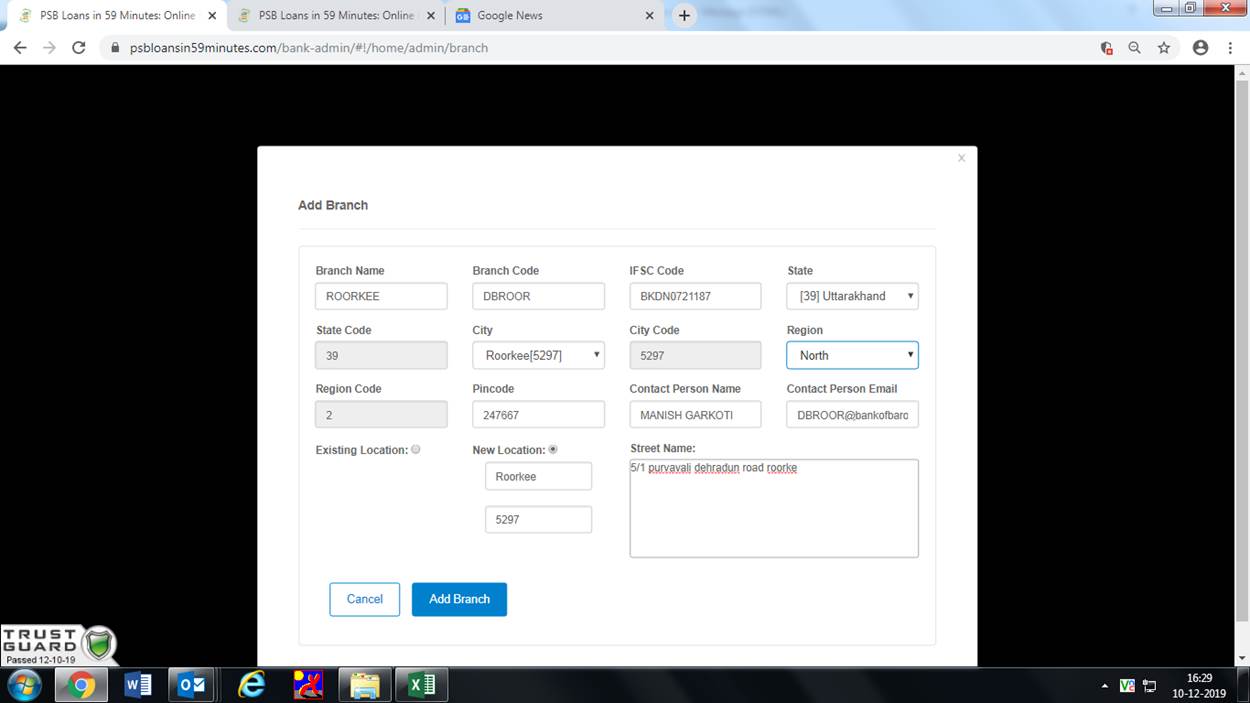 PSB Loans in 59 Minutes: Online
PSB Loans in 59 Minutes: Online
Google News
psbloansin59minutes.com/bank-admin/#!/home/admin/branch
x
Add Branch
Branch Name Branch Code IFSC Code State
ROORKEE DBROOR BKDN0721187 [39] Uttarakhand
State Code City City Code Region
39 Roorkee[5297] 5297 North
Region Code Pincode Contact Person Name Contact Person Email
2 247667 MANISH GARKOTI DBROOR@bankofbaro
Existing Location: New Location: Street Name:
Roorkee 5/1 purvavali dehradun road roorke
5297
Cancel Add Branch
TRUST
GUARD
Passed 12-10-19
16:29
10-12-2019